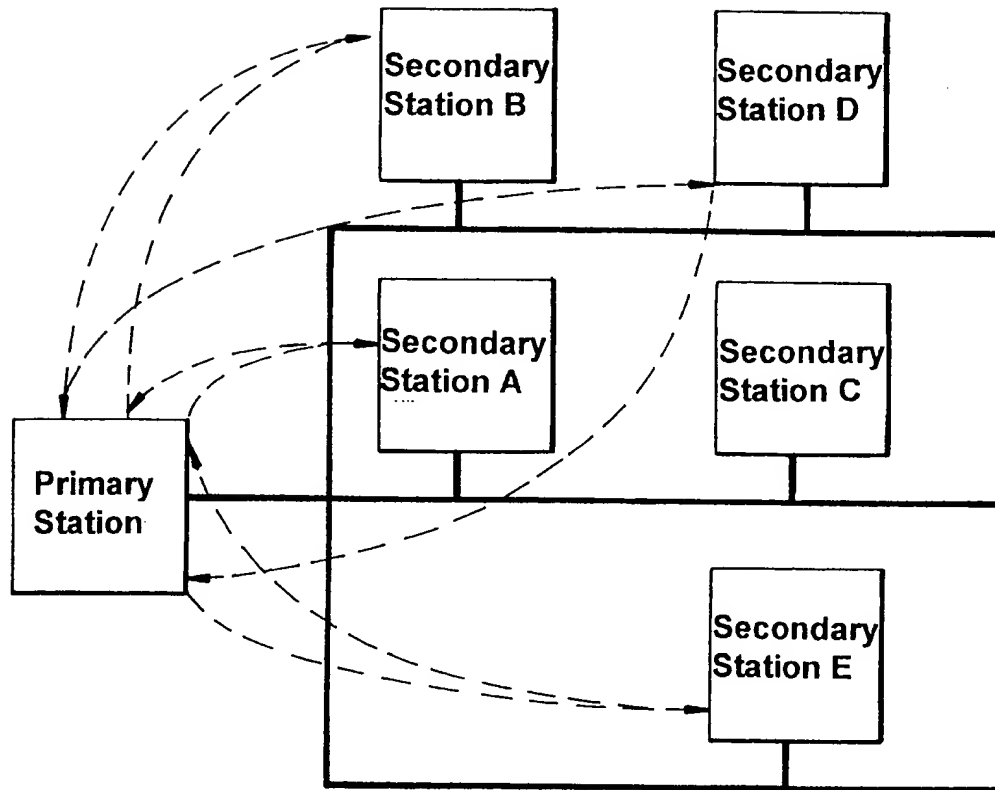 Secondary
Station B
Secondary
Station D
Secondary
Station A
Secondary
Station C
Primary
Station
Secondary
Station E